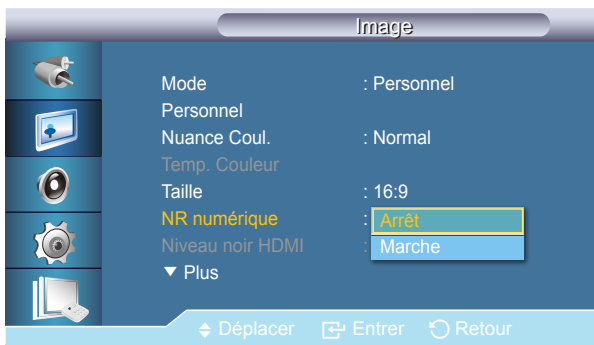 Image
Mode : Personnel
Personnel
Nuance Coul. : Normal
Temp. Couleur
Taille : 16:9
NR numérique : Arrêt
Niveau noir HDMI : Marche
▼ Plus
Déplacer Entrer Retour